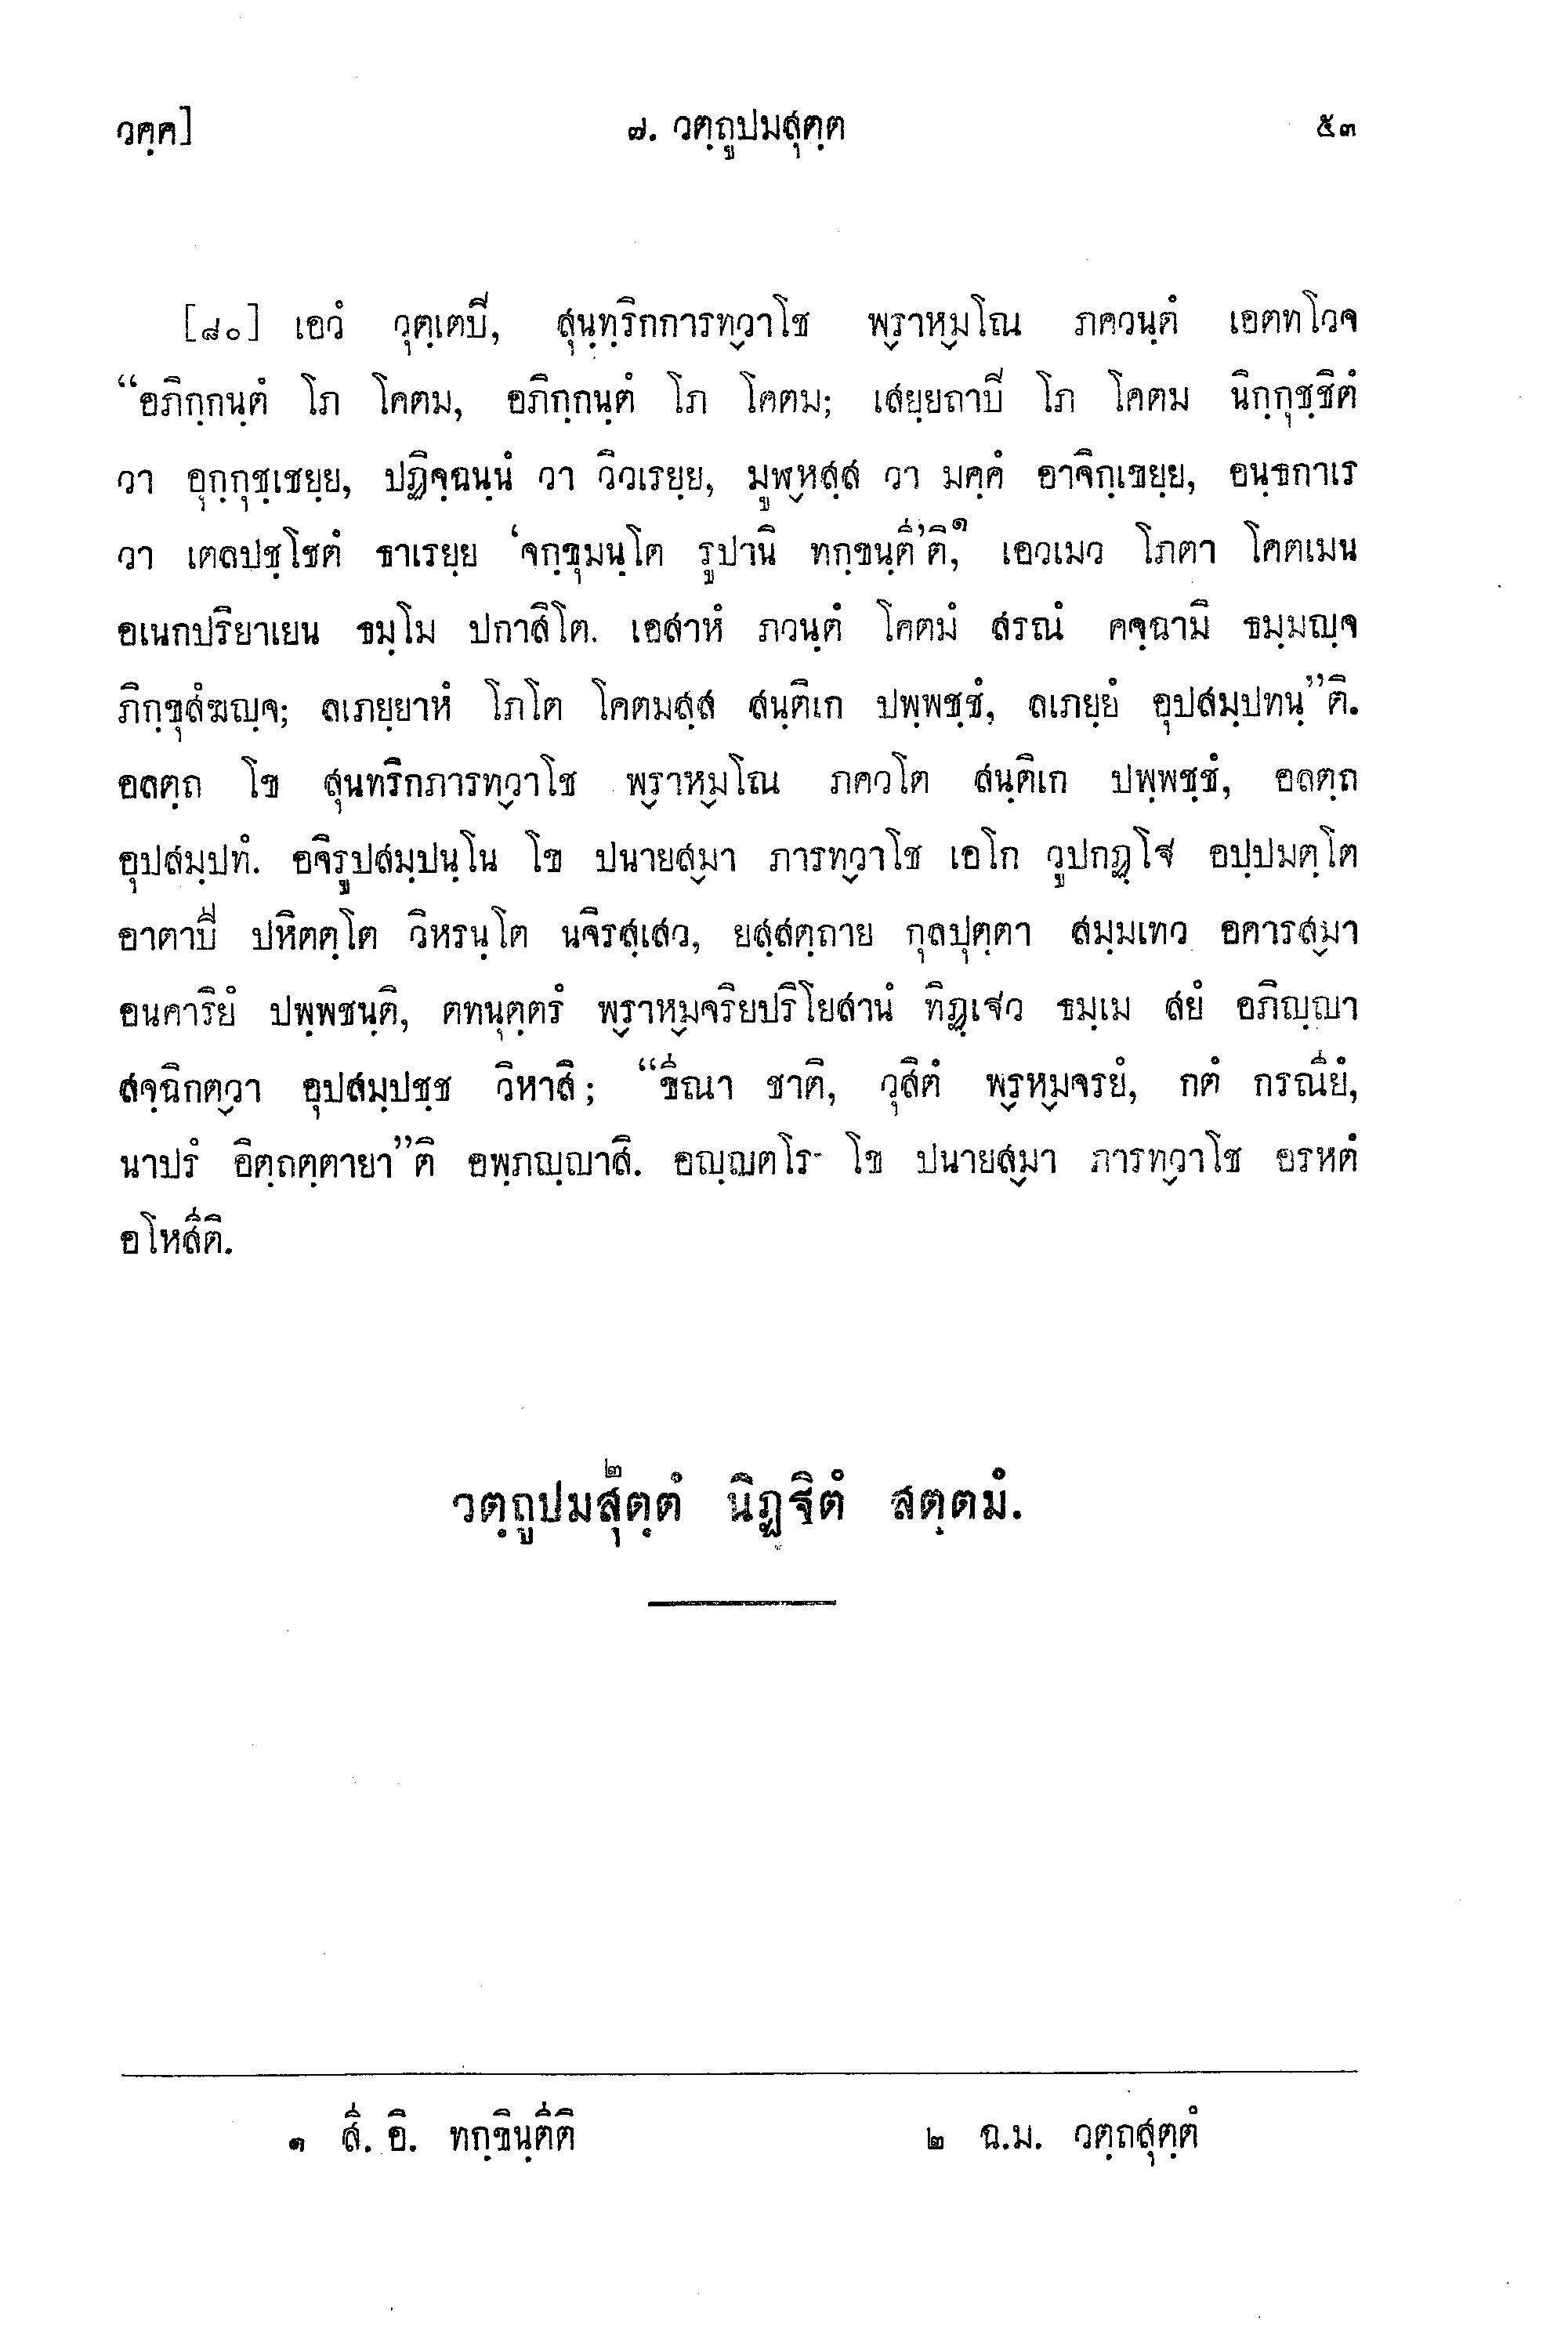 วคฺค]
๗. วตฺถูปมสุตฺต
๕๓
[๘๐] เอวํ วุตฺเตปิ, สุนฺทฺริกการทฺวาโช พฺราหฺมโณ ภควนฺตํ เอตทโวจ
“อภิกฺกนฺตํ โภ โคตม, อภิกฺกนฺตํ โภ โคตม; เสยฺยถาปิ โภ โคตม นิกฺกุชฺชิตํ
วา อุกฺกุชฺเชยฺย, ปฏิจฺฉนฺนํ วา วิวเรยฺย, มูฬฺหสฺส วา มคฺคํ อาจิกฺเขยฺย, อนฺธกาเร
วา เตลปชฺโชตํ ธาเรยฺย ‘จกฺขุมนฺโต รูปานิ ทกฺขนฺตี’ติ,๑ เอวเมว โภตา โคตเมน
อเนกปริยาเยน ธมฺโม ปกาสิโต. เอสาหํ ภวนฺตํ โคตมํ สรณํ คจฺฉามิ ธมฺมญฺจ
ภิกฺขุสํฆญฺจ; ลเภยฺยาหํ โภโต โคตมสฺส สนฺติเก ปพฺพชฺชํ, ลเภยฺยํ อุปสมฺปทนฺ”ติ.
อลตฺถ โข สุนทริกภารทฺวาโช พฺราหฺมโณ ภควโต สนฺติเก ปพฺพชฺชํ, อลตฺถ
อุปสมฺปทํ. อจิรูปสมฺปนฺโน โข ปนายสฺมา ภารทฺวาโช เอโก วูปกฏฺโฐ อปฺปมตฺโต
อาตาปี ปหิตตฺโต วิหรนฺโต นจิรสฺเสว, ยสฺสตฺถาย กุลปุตฺตา สมฺมเทว อคารสฺมา
อนคาริยํ ปพฺพชนฺติ, ตทนุตฺตรํ พฺราหฺมจริยปริโยสานํ ทิฏฺเฐว ธมฺเม สยํ อภิญฺญา
สจฺฉิกตฺวา อุปสมฺปชฺช วิหาสิ; “ขีณา ชาติ, วุสิตํ พฺรหฺมจรยํ, กตํ กรณียํ,
นาปรํ อิตฺถตฺตายา”ติ อพฺภญฺญาสิ. อญฺญตโร โข ปนายสฺมา ภารทฺวาโช อรหตํ
อโหสีติ.
วตฺถูปมสุตฺตํ๒ นิฏฺฐิตํ สตฺตมํ.
๑ สี. อิ. ทกฺขินฺตีติ
๒ ฉ.ม. วตฺถสุตฺตํ